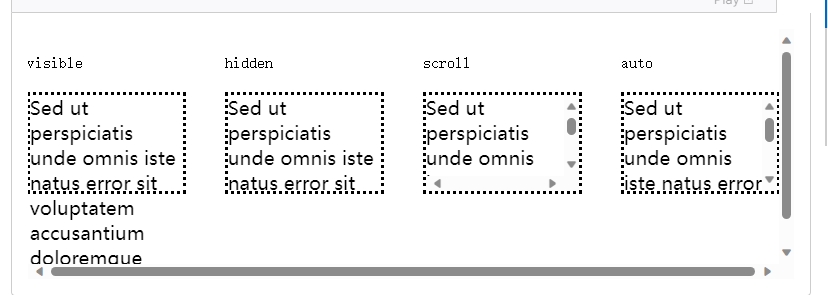 Play
visible
hidden
scroll
auto
Sed ut
perspiciatis
unde omnis iste
natus error sit
voluptatem
accusantium
doloremque
Sed ut
perspiciatis
unde omnis iste
natus error sit
Sed ut
perspiciatis
unde omnis
Sed ut
perspiciatis
unde omnis
iste natus error